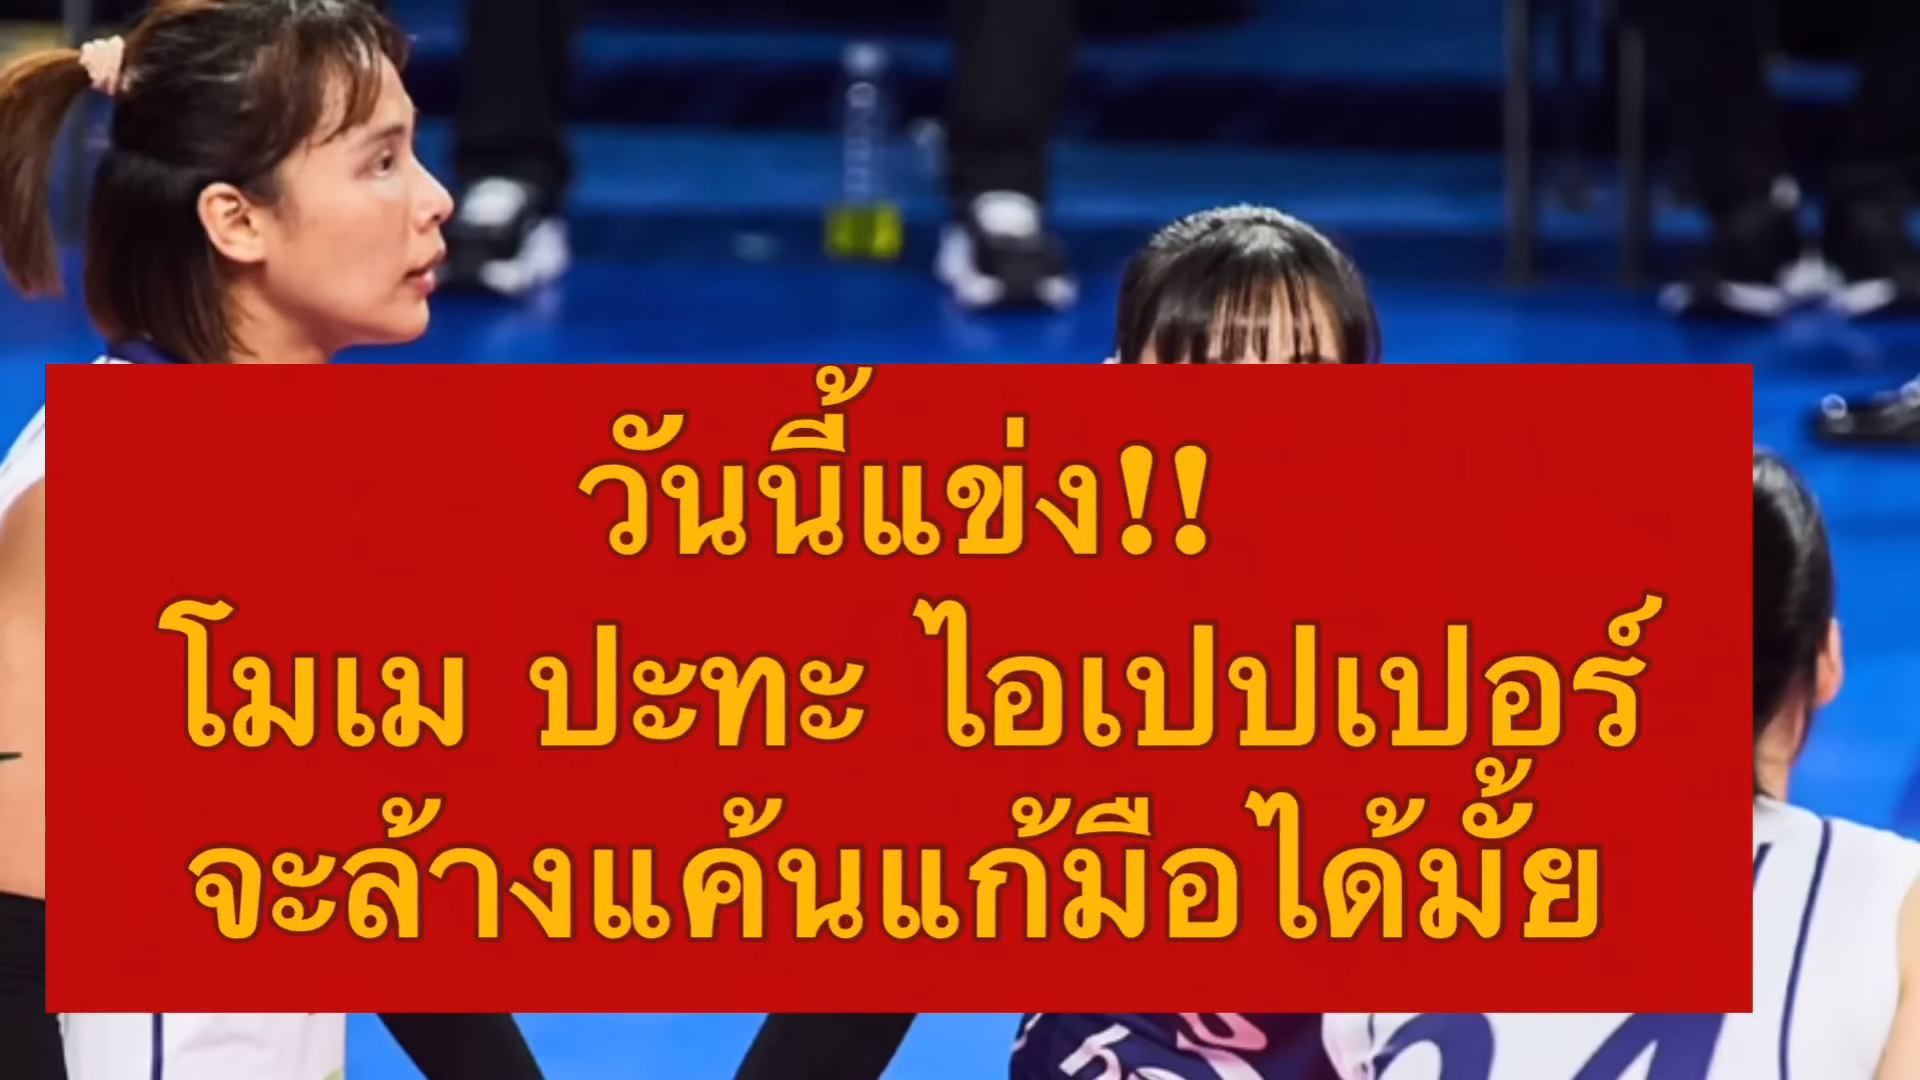 วันนี้แข่ง!!
โมเม ปะทะ ไอเปปเปอร์
จะล้างแค้นแก้มือได้มั้ย